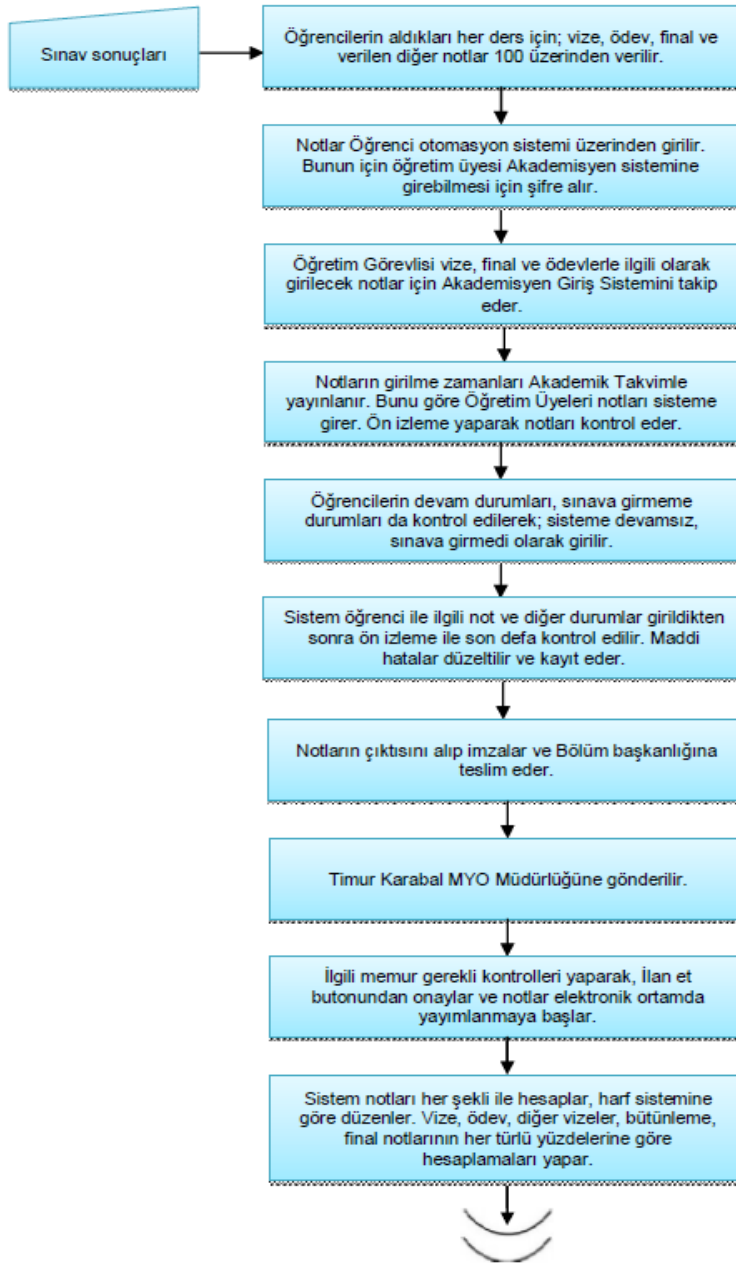 Sınav sonuçları
Öğrencilerin aldıkları her ders için; vize, ödev, final ve
verilen diğer notlar 100 üzerinden verilir.
Notlar Öğrenci otomasyon sistemi üzerinden girilir.
Bunun için öğretim üyesi Akademisyen sistemine
girebilmesi için şifre alır.
Öğretim Görevlisi vize, final ve ödevlerle ilgili olarak
girilecek notlar için Akademisyen Giriş Sistemini takip
eder.
Notların girilme zamanları Akademik Takvimle
yayınlanır. Bunu göre Öğretim Üyeleri notları sisteme
girer. Ön izleme yaparak notları kontrol eder.
Öğrencilerin devam durumları, sınava girmeme
durumları da kontrol edilerek; sisteme devamsız,
sınava girmedi olarak girilir.
Sistem öğrenci ile ilgili not ve diğer durumlar girildikten
sonra ön izleme ile son defa kontrol edilir. Maddi
hatalar düzeltilir ve kayıt eder.
Notların çıktısını alıp imzalar ve Bölüm başkanlığına
teslim eder.
Timur Karabal MYO Müdürlüğüne gönderilir.
İlgili memur gerekli kontrolleri yaparak, İlan et
butonundan onaylar ve notlar elektronik ortamda
yayımlanmaya başlar.
Sistem notları her şekli ile hesaplar, harf sistemine
göre düzenler. Vize, ödev, diğer vizeler, bütünleme,
final notlarının her türlü yüzdelerine göre
hesaplamaları yapar.